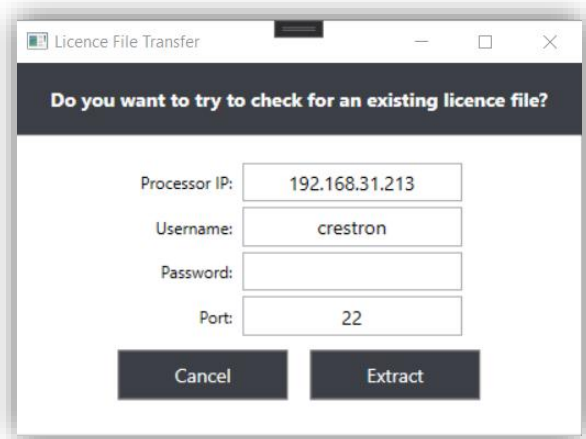 Licence File Transfer
Do you want to try to check for an existing licence file?
Processor IP: 192.168.31.213
Username: crestron
Password:
Port: 22
Cancel Extract